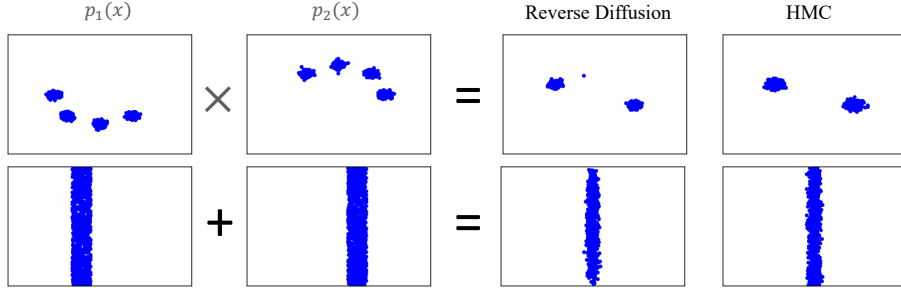 p₁(x) p₂(x) Reverse Diffusion HMC
× =
+ =